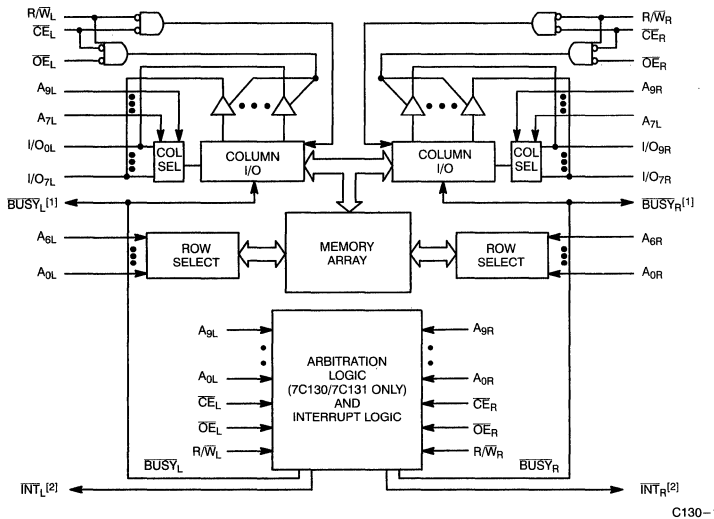 R/W̅L
C̅E̅L
O̅E̅L
A9L
A7L
I/O0L
I/O7L
B̅U̅S̅Y̅L[1]
A6L
A0L
COL
SEL
COLUMN
I/O
ROW
SELECT
MEMORY
ARRAY
COLUMN
I/O
COL
SEL
ROW
SELECT
R/W̅R
C̅E̅R
O̅E̅R
A9R
A7L
I/O9R
I/O7R
B̅U̅S̅Y̅R[1]
A6R
A0R
A9L
A0L
C̅E̅L
O̅E̅L
R/W̅L
ARBITRATION
LOGIC
(7C130/7C131 ONLY)
AND
INTERRUPT LOGIC
A9R
A0R
C̅E̅R
O̅E̅R
R/W̅R
B̅U̅S̅Y̅L
B̅U̅S̅Y̅R
I̅N̅T̅L[2]
I̅N̅T̅R[2]
C130–